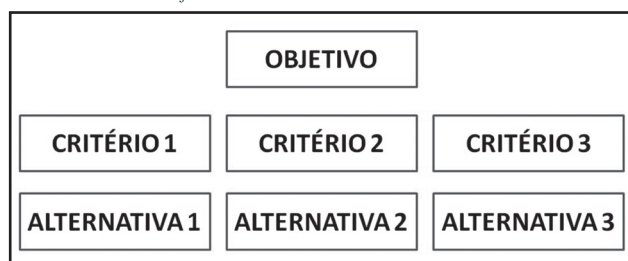 OBJETIVO
CRITÉRIO 1 CRITÉRIO 2 CRITÉRIO 3
ALTERNATIVA 1 ALTERNATIVA 2 ALTERNATIVA 3